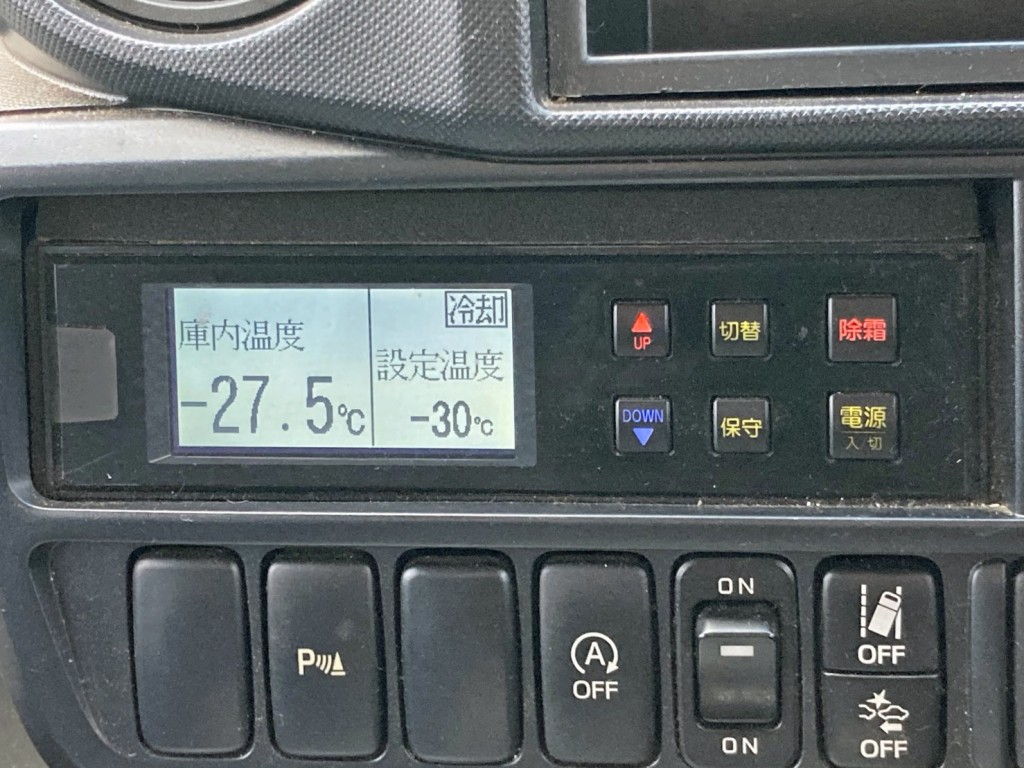 冷却
庫内温度
設定温度
-27.5℃
-30℃
UP
切替
除霜
DOWN
保守
電源
入 切
P
A
OFF
ON
ON
OFF
OFF